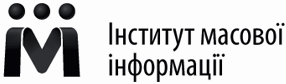 Інститут масової
інформації